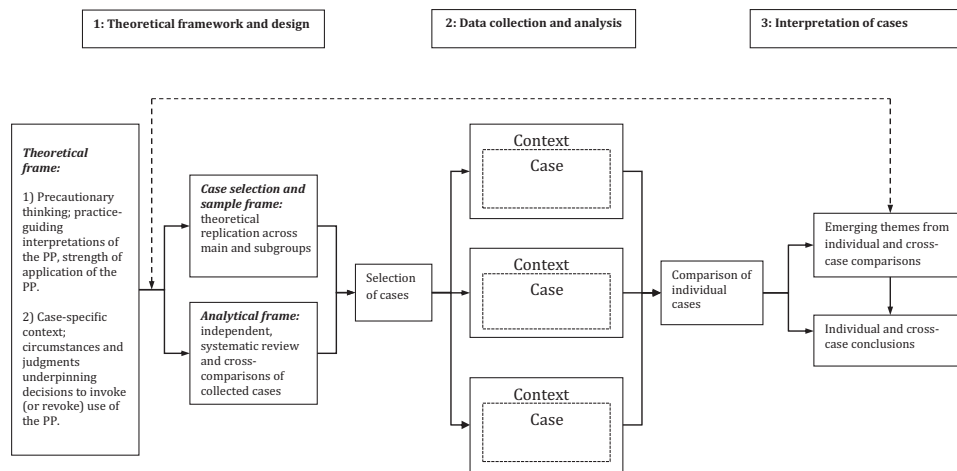 1: Theoretical framework and design
2: Data collection and analysis
3: Interpretation of cases
Theoretical
frame:
1) Precautionary
thinking; practice-
guiding
interpretations of
the PP, strength of
application of the
PP.
2) Case-specific
context;
circumstances and
judgments
underpinning
decisions to invoke
(or revoke) use of
the PP.
Case selection and
sample frame:
theoretical
replication across
main and subgroups
Analytical frame:
independent,
systematic review
and cross-
comparisons of
collected cases
Selection
of cases
Context
Case
Context
Case
Context
Case
Comparison of
individual
cases
Emerging themes from
individual and cross-
case comparisons
Individual and cross-
case conclusions